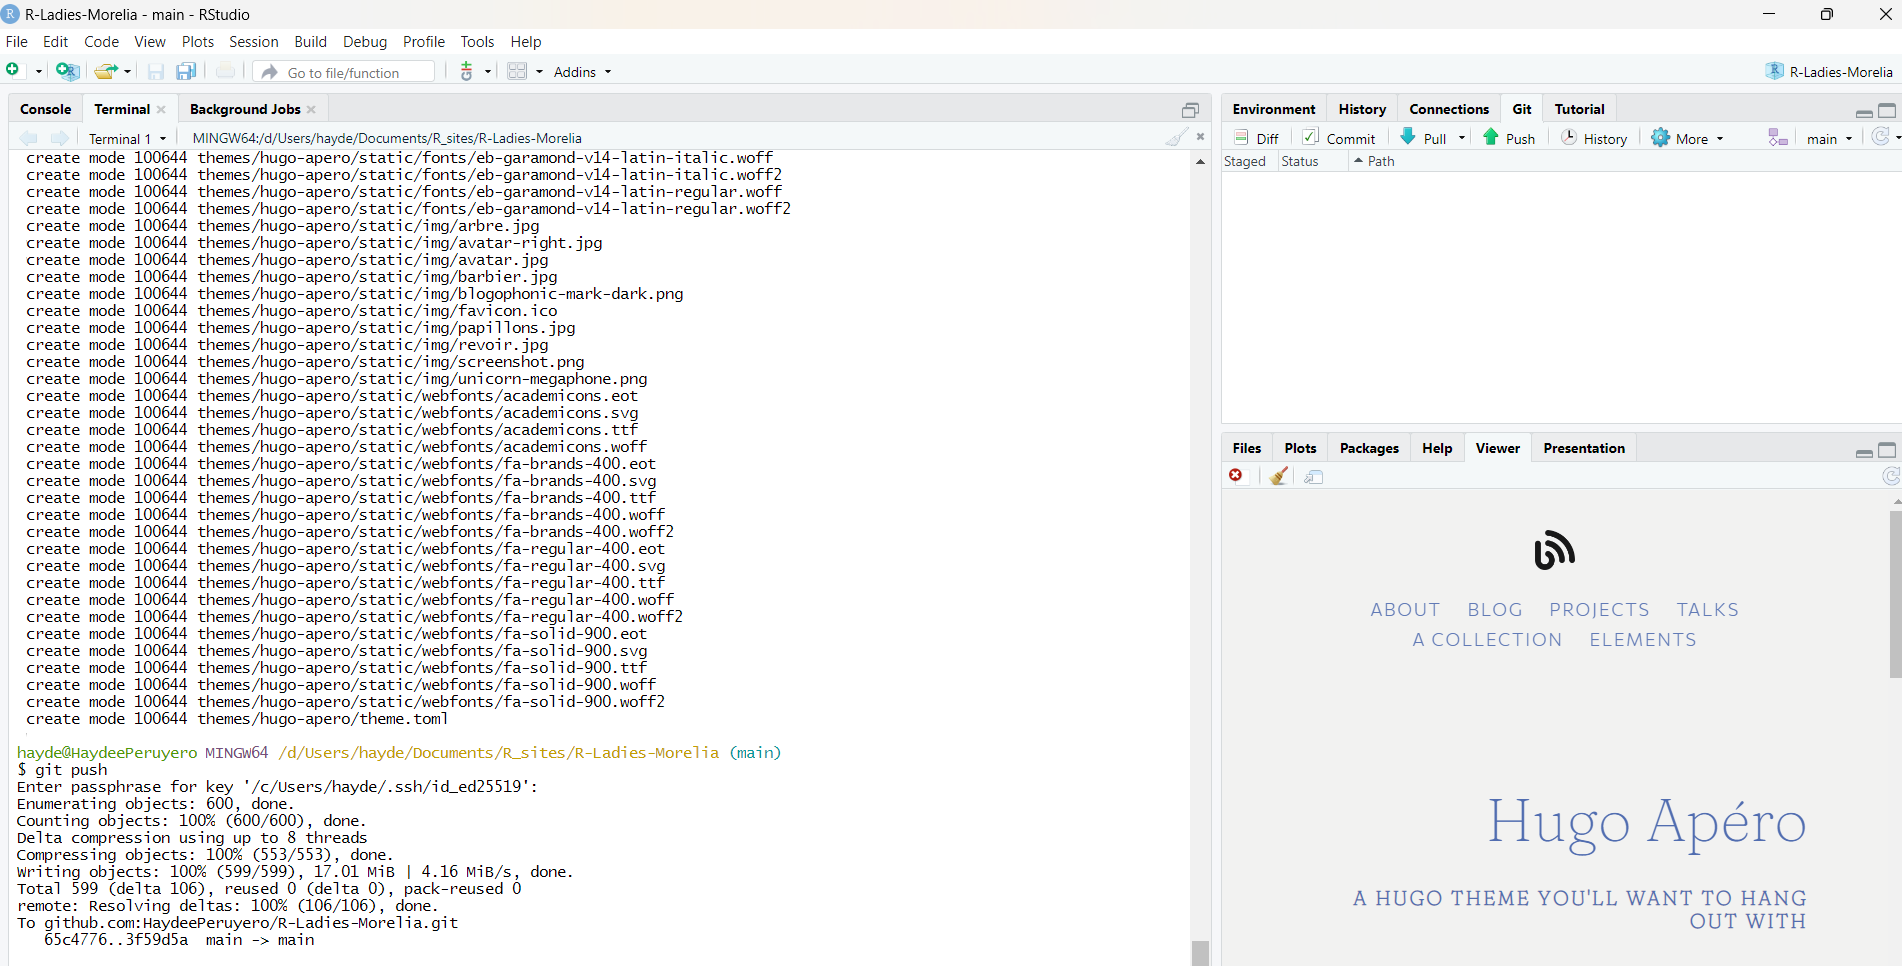 R-Ladies-Morelia - main - RStudio
File Edit Code View Plots Session Build Debug Profile Tools Help
Go to file/function Addins R-Ladies-Morelia
Console Terminal Background Jobs
Terminal 1 MINGW64:/d/Users/hayde/Documents/R_sites/R-Ladies-Morelia
create mode 100644 themes/hugo-apero/static/fonts/eb-garamond-v14-latin-italic.woff
create mode 100644 themes/hugo-apero/static/fonts/eb-garamond-v14-latin-italic.woff2
create mode 100644 themes/hugo-apero/static/fonts/eb-garamond-v14-latin-regular.woff
create mode 100644 themes/hugo-apero/static/fonts/eb-garamond-v14-latin-regular.woff2
create mode 100644 themes/hugo-apero/static/img/arbre.jpg
create mode 100644 themes/hugo-apero/static/img/avatar-right.jpg
create mode 100644 themes/hugo-apero/static/img/avatar.jpg
create mode 100644 themes/hugo-apero/static/img/barbier.jpg
create mode 100644 themes/hugo-apero/static/img/blogophonic-mark-dark.png
create mode 100644 themes/hugo-apero/static/img/favicon.ico
create mode 100644 themes/hugo-apero/static/img/papillons.jpg
create mode 100644 themes/hugo-apero/static/img/revoir.jpg
create mode 100644 themes/hugo-apero/static/img/screenshot.png
create mode 100644 themes/hugo-apero/static/img/unicorn-megaphone.png
create mode 100644 themes/hugo-apero/static/webfonts/academicons.eot
create mode 100644 themes/hugo-apero/static/webfonts/academicons.svg
create mode 100644 themes/hugo-apero/static/webfonts/academicons.ttf
create mode 100644 themes/hugo-apero/static/webfonts/academicons.woff
create mode 100644 themes/hugo-apero/static/webfonts/fa-brands-400.eot
create mode 100644 themes/hugo-apero/static/webfonts/fa-brands-400.svg
create mode 100644 themes/hugo-apero/static/webfonts/fa-brands-400.ttf
create mode 100644 themes/hugo-apero/static/webfonts/fa-brands-400.woff
create mode 100644 themes/hugo-apero/static/webfonts/fa-brands-400.woff2
create mode 100644 themes/hugo-apero/static/webfonts/fa-regular-400.eot
create mode 100644 themes/hugo-apero/static/webfonts/fa-regular-400.svg
create mode 100644 themes/hugo-apero/static/webfonts/fa-regular-400.ttf
create mode 100644 themes/hugo-apero/static/webfonts/fa-regular-400.woff
create mode 100644 themes/hugo-apero/static/webfonts/fa-regular-400.woff2
create mode 100644 themes/hugo-apero/static/webfonts/fa-solid-900.eot
create mode 100644 themes/hugo-apero/static/webfonts/fa-solid-900.svg
create mode 100644 themes/hugo-apero/static/webfonts/fa-solid-900.ttf
create mode 100644 themes/hugo-apero/static/webfonts/fa-solid-900.woff
create mode 100644 themes/hugo-apero/static/webfonts/fa-solid-900.woff2
create mode 100644 themes/hugo-apero/theme.toml
hayde@HaydeePeruyero MINGW64 /d/Users/hayde/Documents/R_sites/R-Ladies-Morelia (main)
$ git push
Enter passphrase for key '/c/Users/hayde/.ssh/id_ed25519':
Enumerating objects: 600, done.
Counting objects: 100% (600/600), done.
Delta compression using up to 8 threads
Compressing objects: 100% (553/553), done.
Writing objects: 100% (599/599), 17.01 MiB | 4.16 MiB/s, done.
Total 599 (delta 106), reused 0 (delta 0), pack-reused 0
remote: Resolving deltas: 100% (106/106), done.
To github.com:HaydeePeruyero/R-Ladies-Morelia.git
65c4776..3f59d5a main -> main
Environment History Connections Git Tutorial
Diff Commit Pull Push History More main
Staged Status Path
Files Plots Packages Help Viewer Presentation
ABOUT BLOG PROJECTS TALKS
A COLLECTION ELEMENTS
Hugo Apéro
A HUGO THEME YOU'LL WANT TO HANG
OUT WITH